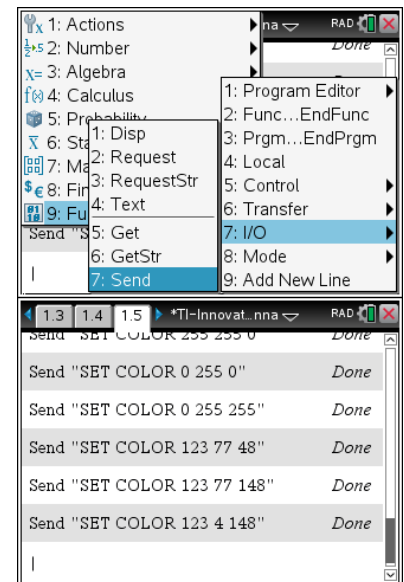 1: Actions
na RAD
2: Number
Done
3: Algebra
4: Calculus
5: Probability
6: Sta
7: Ma
8: Fin
9: Fu
Send "S
1: Disp
2: Request
3: RequestStr
4: Text
5: Get
6: GetStr
7: Send
1: Program Editor
2: Func...EndFunc
3: Prgm...EndPrgm
4: Local
5: Control
6: Transfer
7: I/O
8: Mode
9: Add New Line
1.3 1.4 1.5 *TI-Innovat...nna RAD
Send "SET COLOR 255 255 0" Done
Send "SET COLOR 0 255 0" Done
Send "SET COLOR 0 255 255" Done
Send "SET COLOR 123 77 48" Done
Send "SET COLOR 123 77 148" Done
Send "SET COLOR 123 4 148" Done